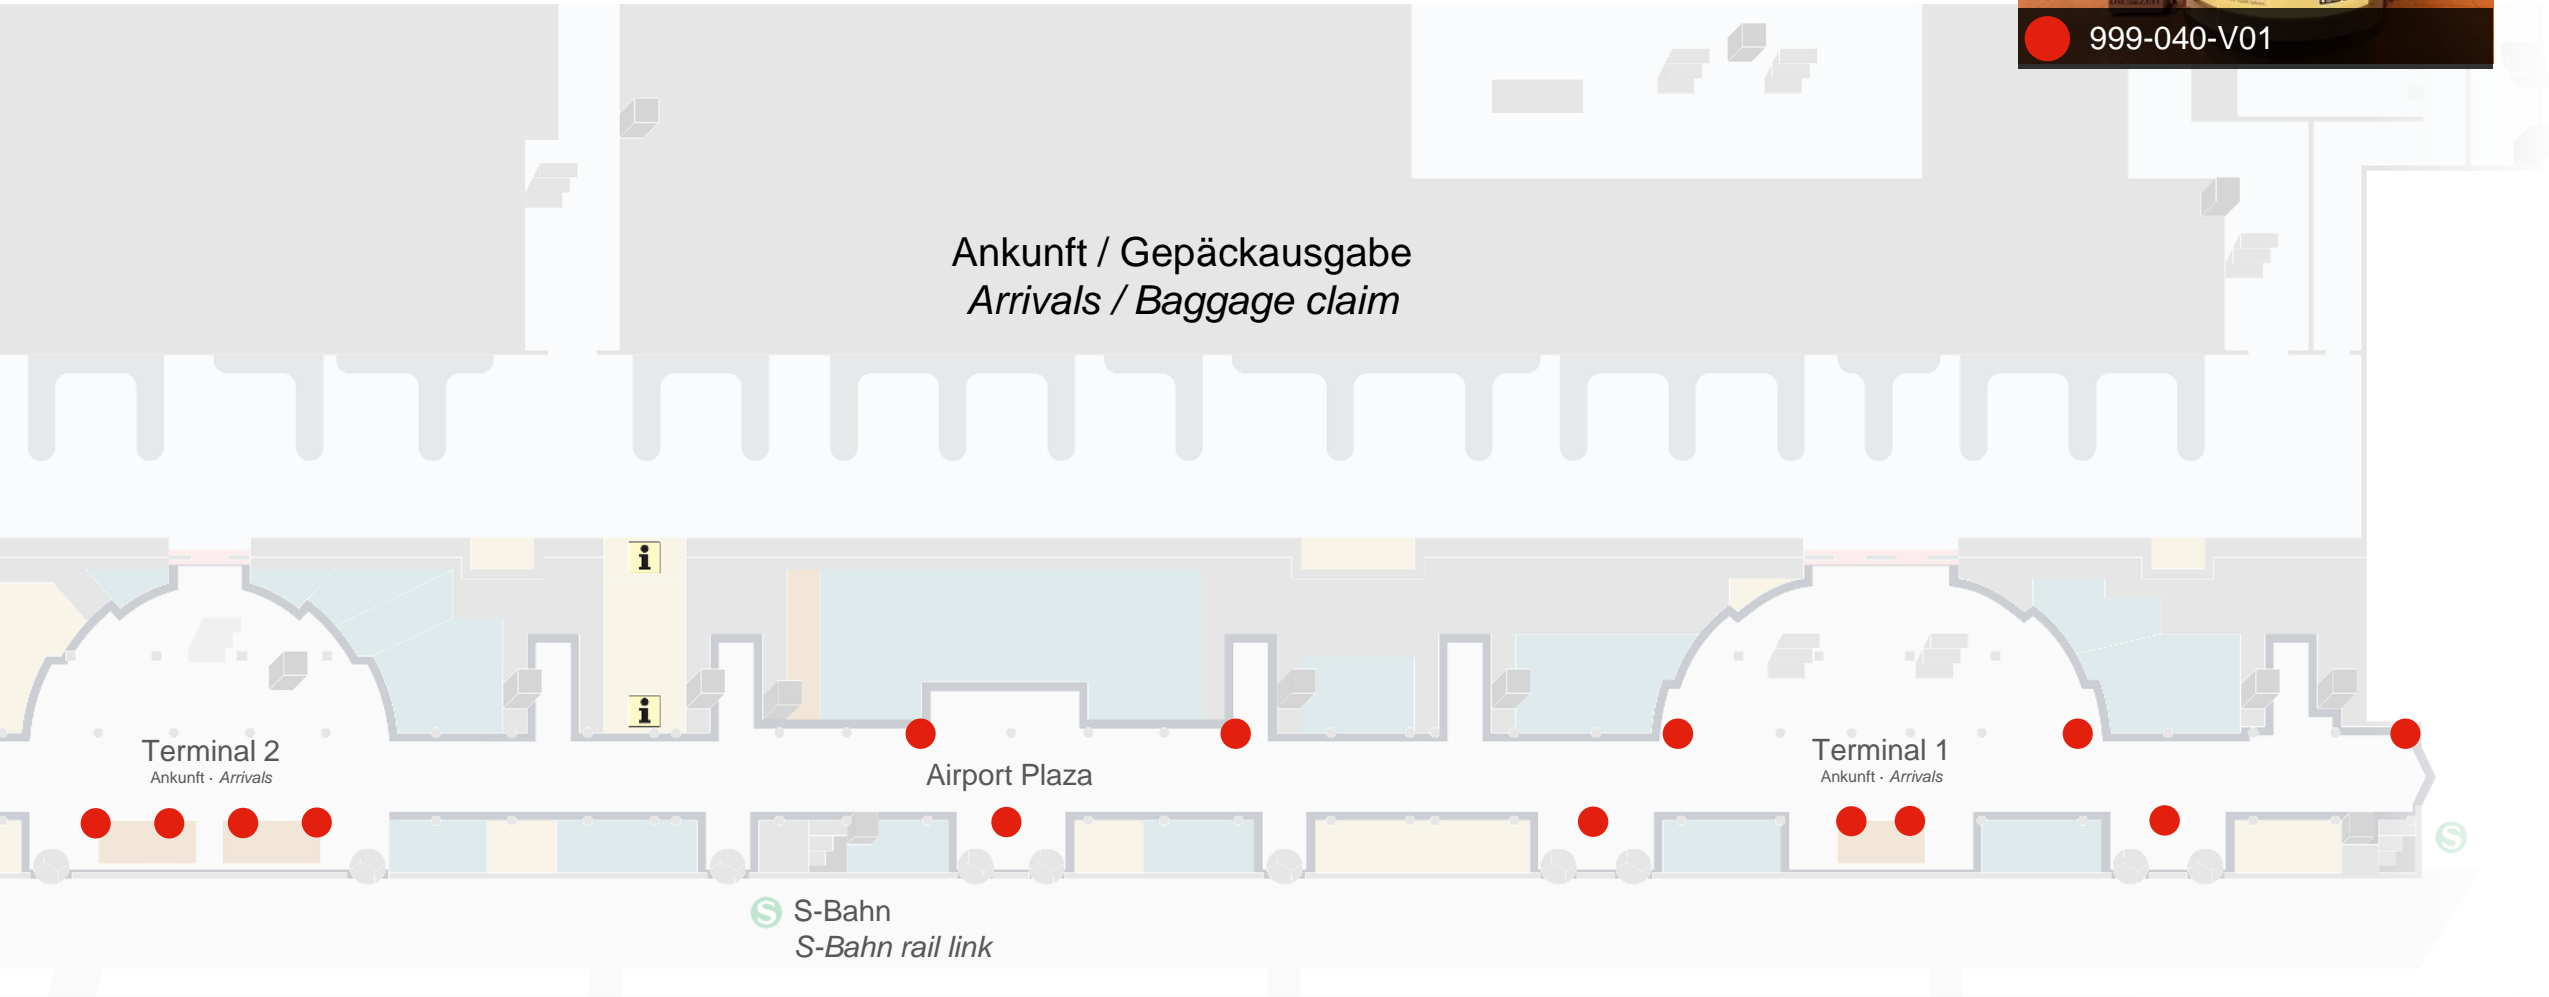 999-040-V01
Ankunft / Gepäckausgabe
Arrivals / Baggage claim
i
i
Terminal 2
Ankunft · Arrivals
Airport Plaza
Terminal 1
Ankunft · Arrivals
S
S S-Bahn
S-Bahn rail link